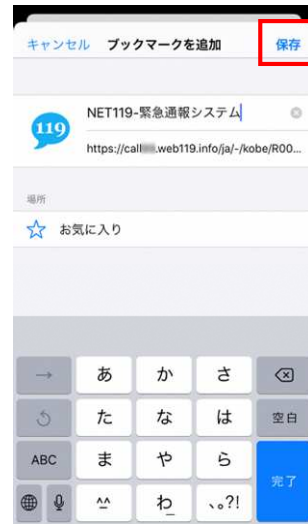 キャンセル ブックマークを追加 保存
119 NET119-緊急通報システム
https://call .web119.info/ja/-/kobe/R00...
場所
お気に入り
→ あ か さ
た な は 空白
ABC ま や ら 完了
^^ わ 、。?!